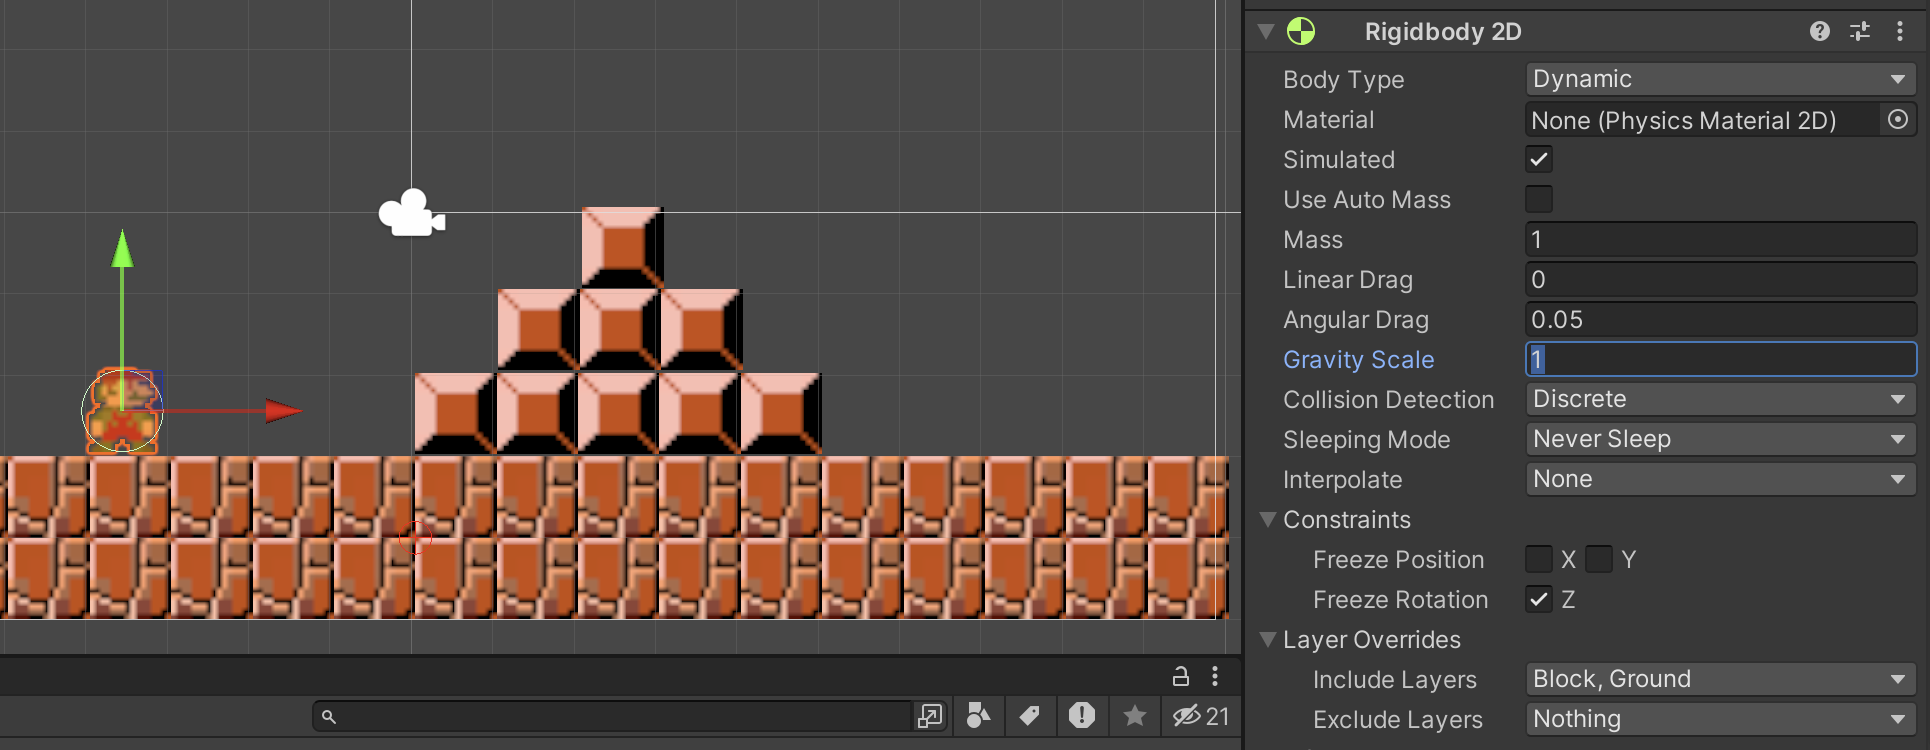 Rigidbody 2D
Body Type Dynamic
Material None (Physics Material 2D)
Simulated
Use Auto Mass
Mass 1
Linear Drag 0
Angular Drag 0.05
Gravity Scale 1
Collision Detection Discrete
Sleeping Mode Never Sleep
Interpolate None
Constraints
Freeze Position X Y
Freeze Rotation Z
Layer Overrides
Include Layers Block, Ground
Exclude Layers Nothing
21